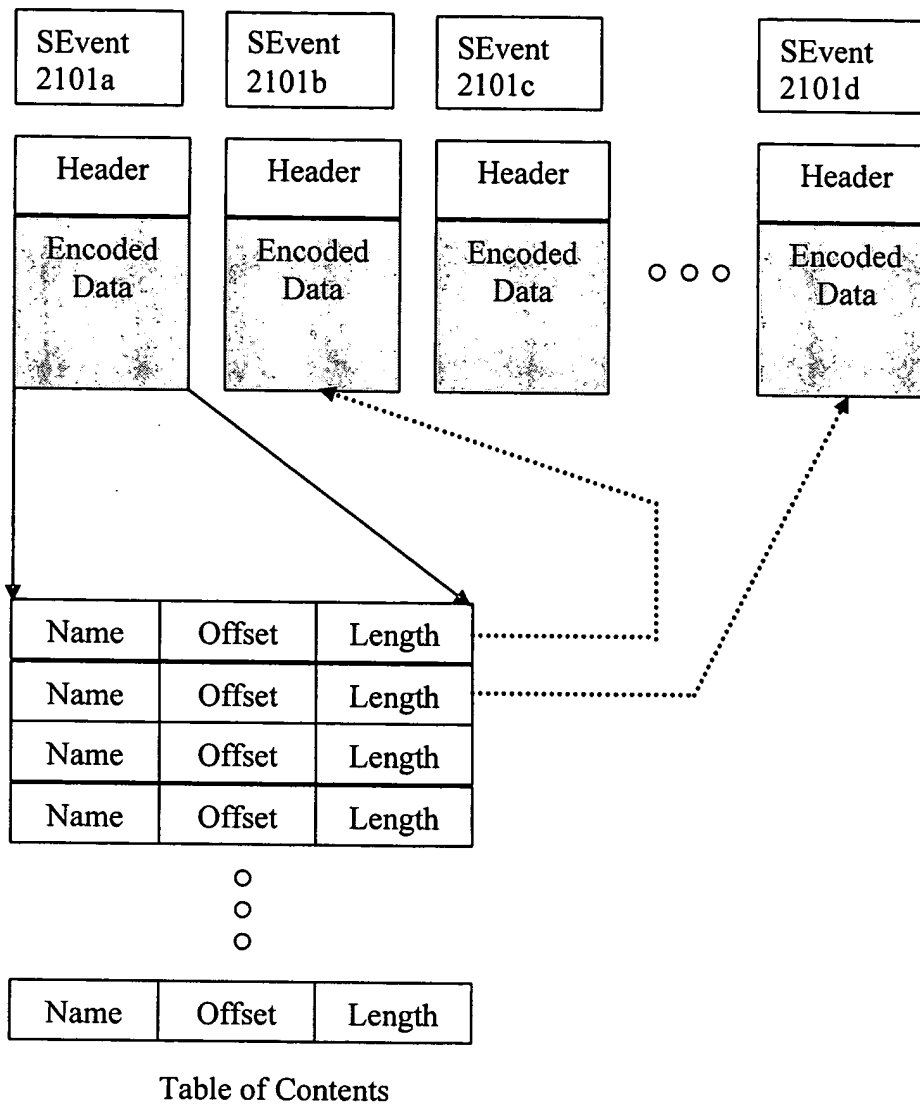 SEvent
2101a
SEvent
2101b
SEvent
2101c
SEvent
2101d
Header
Header
Header
Header
Encoded
Data
Encoded
Data
Encoded
Data
Encoded
Data
Name Offset Length
Name Offset Length
Name Offset Length
Name Offset Length
Name Offset Length
Table of Contents